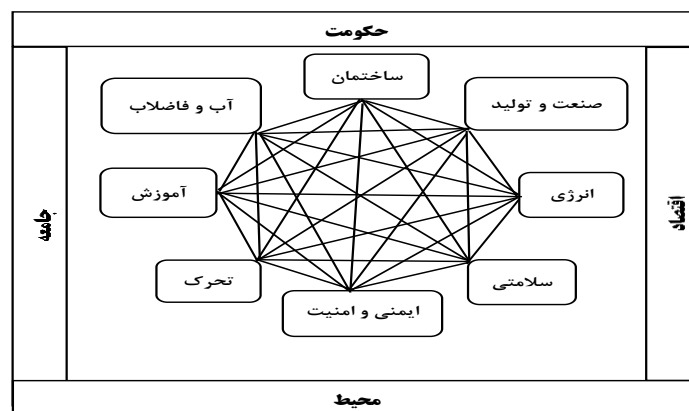 حکومت
ساختمان
صنعت و تولید
آب و فاضلاب
انرژی
آموزش
اقتصاد
جامعه
سلامتی
تحرک
ایمنی و امنیت
محیط